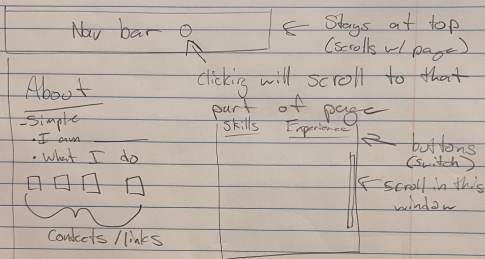 Nav bar
Stays at top
(scrolls w/ page)
clicking will scroll to that
part of page
About
-Simple
• I am ____
• What I do
Contacts/links
Skills Experience
buttons
(switch)
scroll in this
window